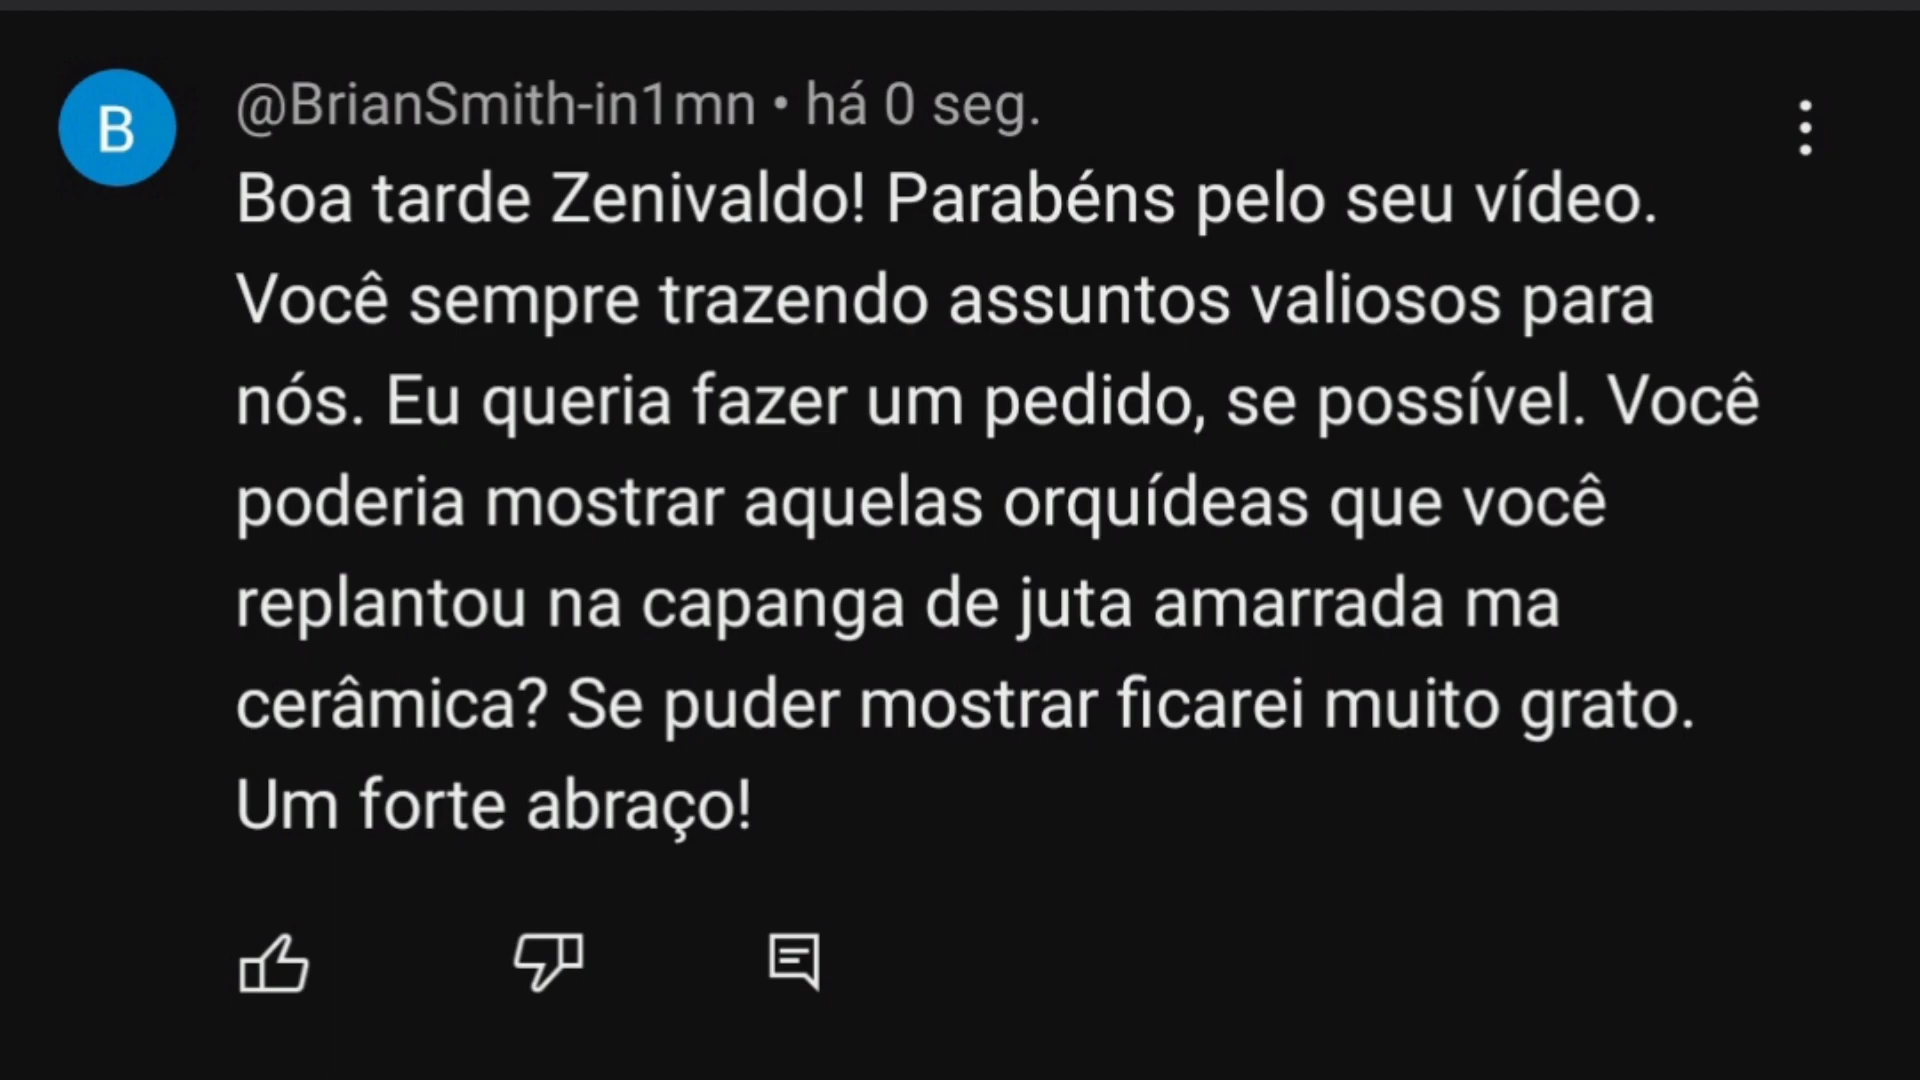 B
@BrianSmith-in1mn • há 0 seg.
Boa tarde Zenivaldo! Parabéns pelo seu vídeo.
Você sempre trazendo assuntos valiosos para
nós. Eu queria fazer um pedido, se possível. Você
poderia mostrar aquelas orquídeas que você
replantou na capanga de juta amarrada ma
cerâmica? Se puder mostrar ficarei muito grato.
Um forte abraço!